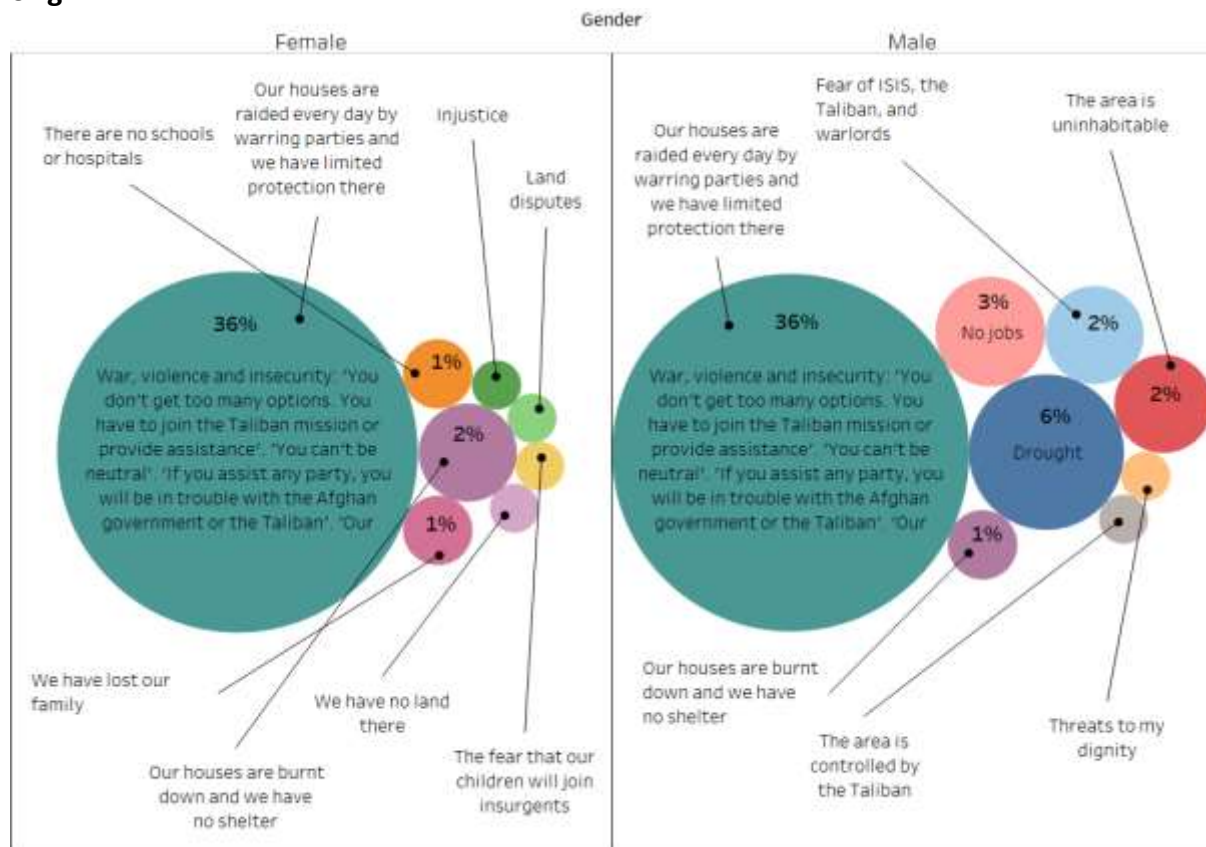 Gender
Female
Male
There are no schools
or hospitals
Our houses are
raided every day by
warring parties and
we have limited
protection there
Injustice
Land
disputes
36%
War, violence and insecurity: 'You
don't get too many options. You
have to join the Taliban mission or
provide assistance'. 'You can't be
neutral'. 'If you assist any party, you
will be in trouble with the Afghan
government or the Taliban'. 'Our
1%
2%
1%
We have lost our
family
Our houses are burnt
down and we have
no shelter
We have no land
there
The fear that our
children will join
insurgents
Our houses are
raided every day by
warring parties and
we have limited
protection there
Fear of ISIS, the
Taliban, and
warlords
The area is
uninhabitable
36%
War, violence and insecurity: 'You
don't get too many options. You
have to join the Taliban mission or
provide assistance'. 'You can't be
neutral'. 'If you assist any party, you
will be in trouble with the Afghan
government or the Taliban'. 'Our
3%
No jobs
2%
2%
6%
Drought
1%
Our houses are burnt
down and we have
no shelter
The area is
controlled by
the Taliban
Threats to my
dignity